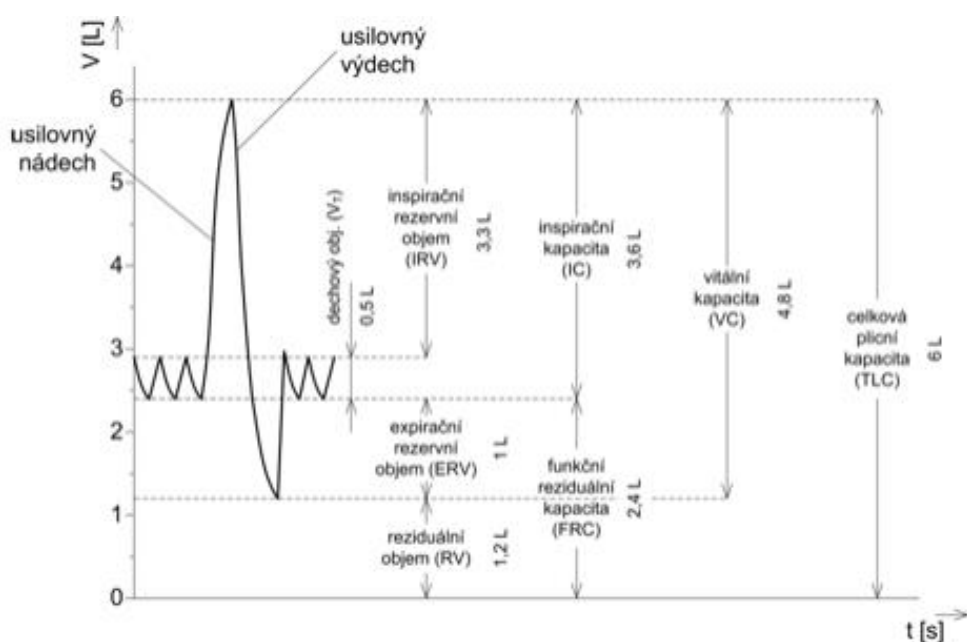 V [L]
usilovný
výdech
usilovný
nádech
6
5
4
3
2
1
0
dechový obj. (V_T)
0,5 L
inspirační
rezervní
objem
(IRV)
3,3 L
expirační
rezervní
objem (ERV)
1 L
reziduální
objem (RV)
1,2 L
inspirační
kapacita
(IC)
3,6 L
funkční
reziduální
kapacita
(FRC)
2,4 L
vitální
kapacita
(VC)
4,8 L
celková
plicní
kapacita
(TLC)
6 L
t [s]